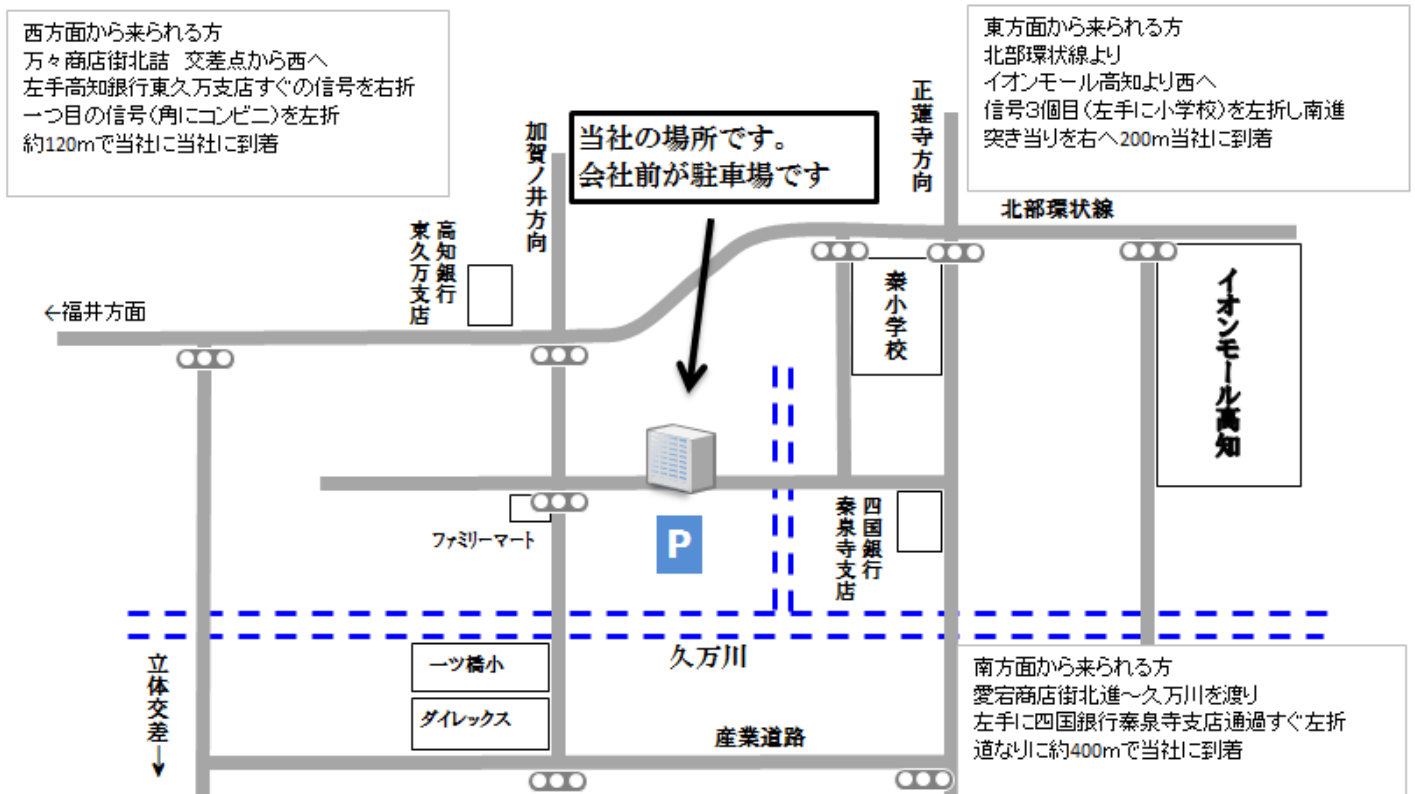 西方面から来られる方
万々商店街北詰　交差点から西へ
左手高知銀行東久万支店すぐの信号を右折
一つ目の信号(角にコンビニ)を左折
約120mで当社に当社に到着
東方面から来られる方
北部環状線より
イオンモール高知より西へ
信号3個目(左手に小学校)を左折し南進
突き当りを右へ200m当社に到着
当社の場所です。
会社前が駐車場です
加賀ノ井方向
正蓮寺方向
北部環状線
高知銀行
東久万支店
←福井方面
秦小学校
イオンモール高知
ファミリーマート
P
四国銀行
秦泉寺支店
久万川
一ツ橋小
ダイレックス
立体交差→
産業道路
南方面から来られる方
愛宕商店街北進～久万川を渡り
左手に四国銀行秦泉寺支店通過すぐ左折
道なりに約400mで当社に到着